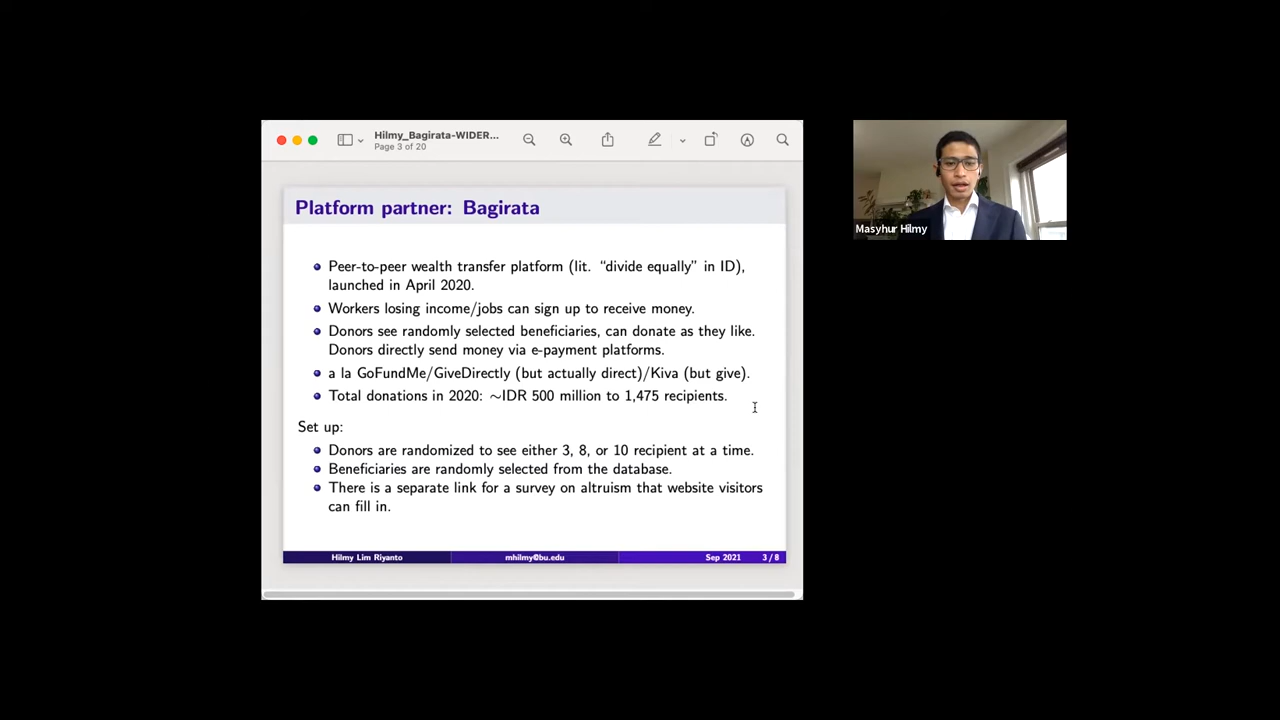 Hilmy_Bagirata-WIDER...
Page 3 of 20
Platform partner: Bagirata
Peer-to-peer wealth transfer platform (lit. “divide equally” in ID),
launched in April 2020.
Workers losing income/jobs can sign up to receive money.
Donors see randomly selected beneficiaries, can donate as they like.
Donors directly send money via e-payment platforms.
a la GoFundMe/GiveDirectly (but actually direct)/Kiva (but give).
Total donations in 2020: ∼IDR 500 million to 1,475 recipients.
Set up:
Donors are randomized to see either 3, 8, or 10 recipient at a time.
Beneficiaries are randomly selected from the database.
There is a separate link for a survey on altruism that website visitors
can fill in.
Hilmy Lim Riyanto mhilmy@bu.edu Sep 2021 3 / 8
Masyhur Hilmy